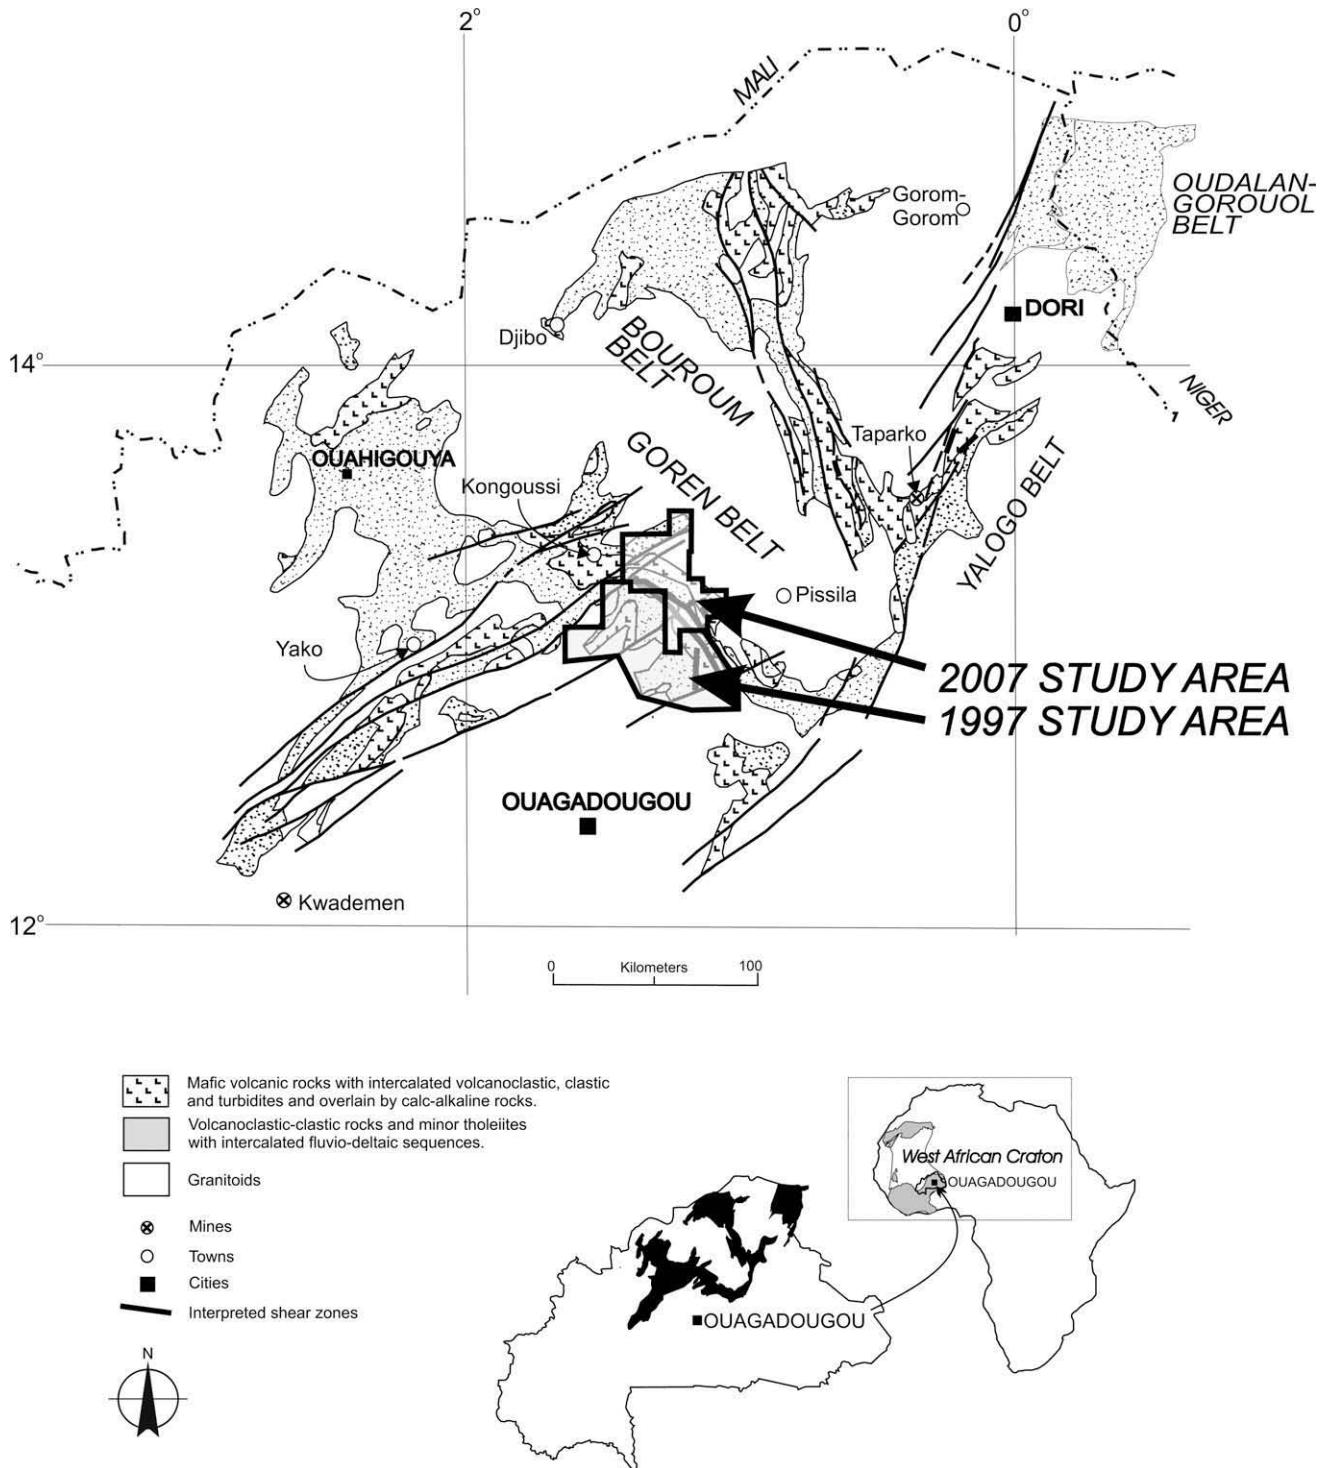 2°
0°
MALI
Gorom-
Gorom
OUDALAN-
GOROUOL
BELT
DORI
Djibo
BOUROUM
BELT
14°
NIGER
Taparko
OUAHIGOUYA
GOREN BELT
Kongoussi
YALOGO BELT
Pissila
Yako
2007 STUDY AREA
1997 STUDY AREA
OUAGADOUGOU
Kwademen
12°
0
Kilometers
100
Mafic volcanic rocks with intercalated volcanoclastic, clastic
and turbidites and overlain by calc-alkaline rocks.
Volcanoclastic-clastic rocks and minor tholeiites
with intercalated fluvio-deltaic sequences.
Granitoids
Mines
Towns
Cities
Interpreted shear zones
N
West African Craton
OUAGADOUGOU
OUAGADOUGOU